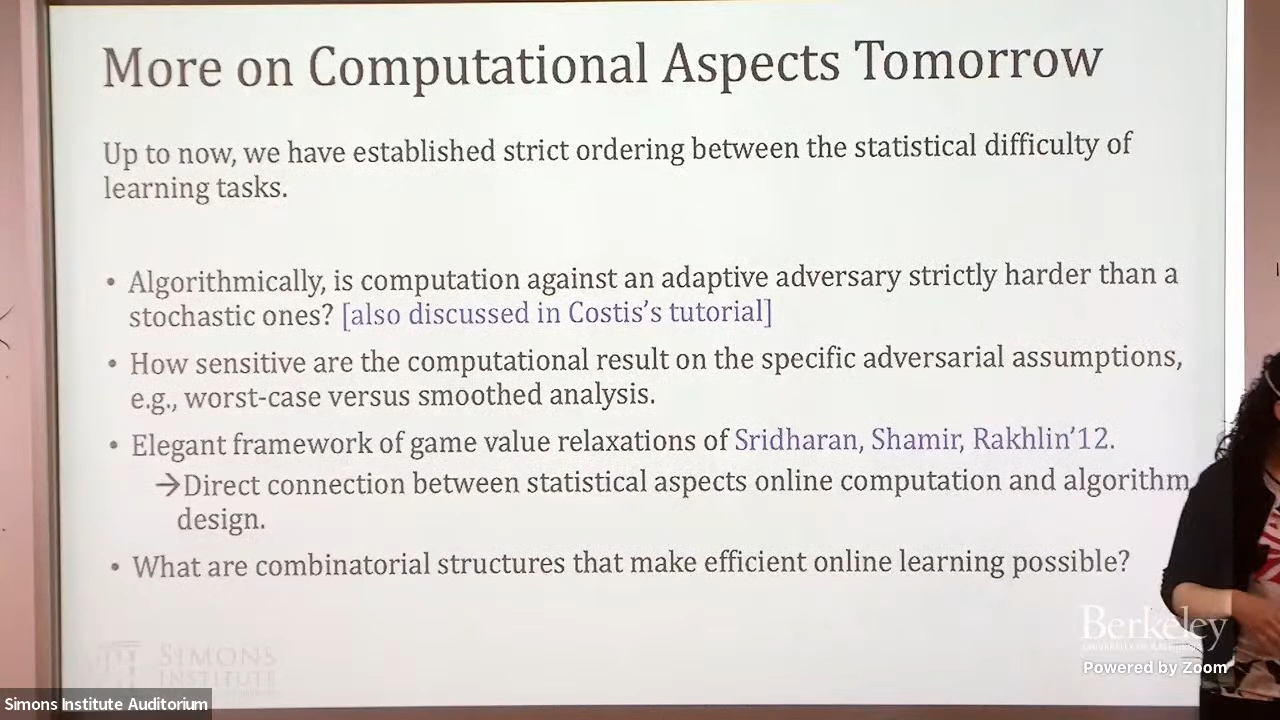 More on Computational Aspects Tomorrow
Up to now, we have established strict ordering between the statistical difficulty of
learning tasks.
• Algorithmically, is computation against an adaptive adversary strictly harder than a
stochastic ones? [also discussed in Costis's tutorial]
• How sensitive are the computational result on the specific adversarial assumptions,
e.g., worst-case versus smoothed analysis.
• Elegant framework of game value relaxations of Sridharan, Shamir, Rakhlin'12.
→Direct connection between statistical aspects online computation and algorithm
design.
• What are combinatorial structures that make efficient online learning possible?
Berkeley
Powered by Zoom
SIMONS
INSTITUTE
Simons Institute Auditorium